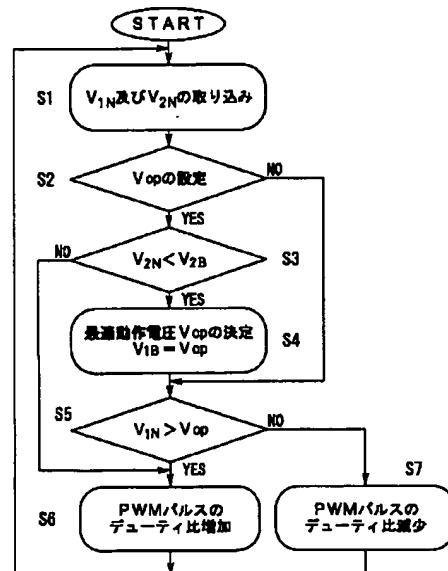 START
S1
V1N及びV2Nの取り込み
S2
Vopの設定
NO
YES
S3
NO
V2N<V2B
YES
最適動作電圧Vopの決定
V1B=Vop
S4
S5
V1N>Vop
NO
YES
S7
S6
PWMパルスの
デューティ比増加
PWMパルスの
デューティ比減少